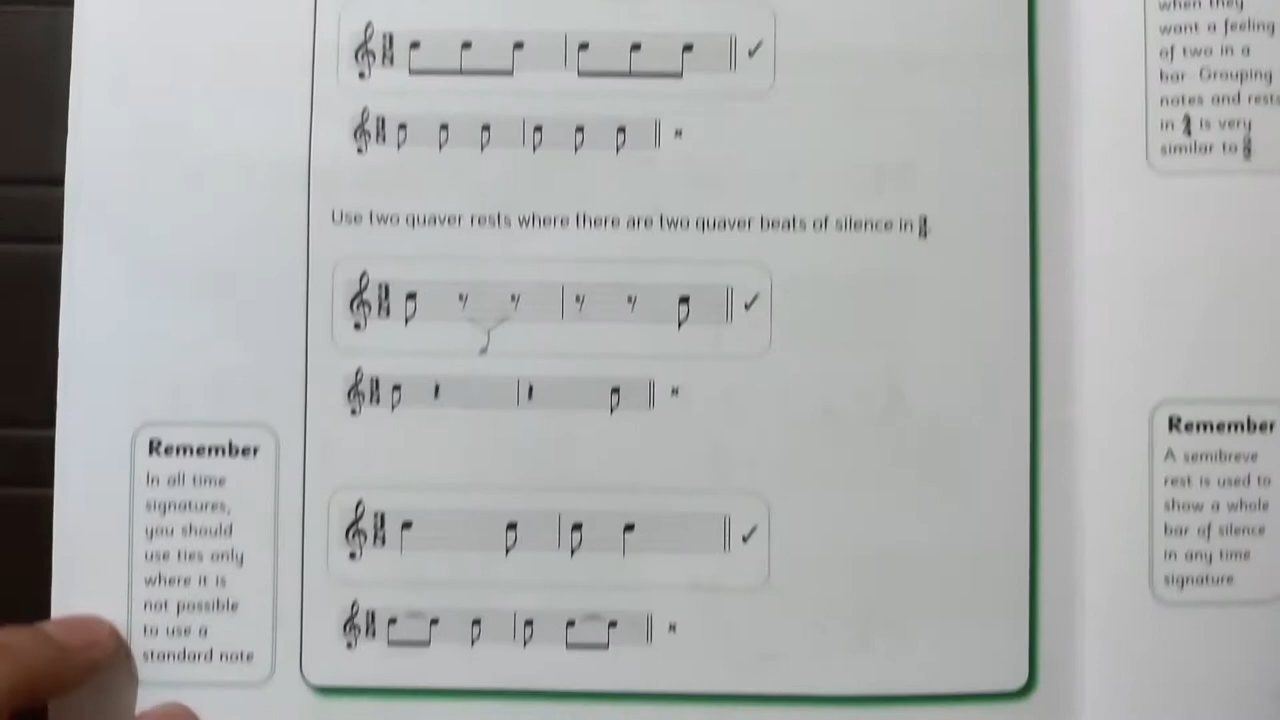 Use two quaver rests where there are two quaver beats of silence in
Remember
In all time
signatures,
you should
use ties only
where it is
not possible
to use a
standard note
when they
want a feeling
of two in a
bar. Grouping
notes and rests
in is very
similar to
Remember
A semibreve
rest is used to
show a whole
bar of silence
in any time
signature